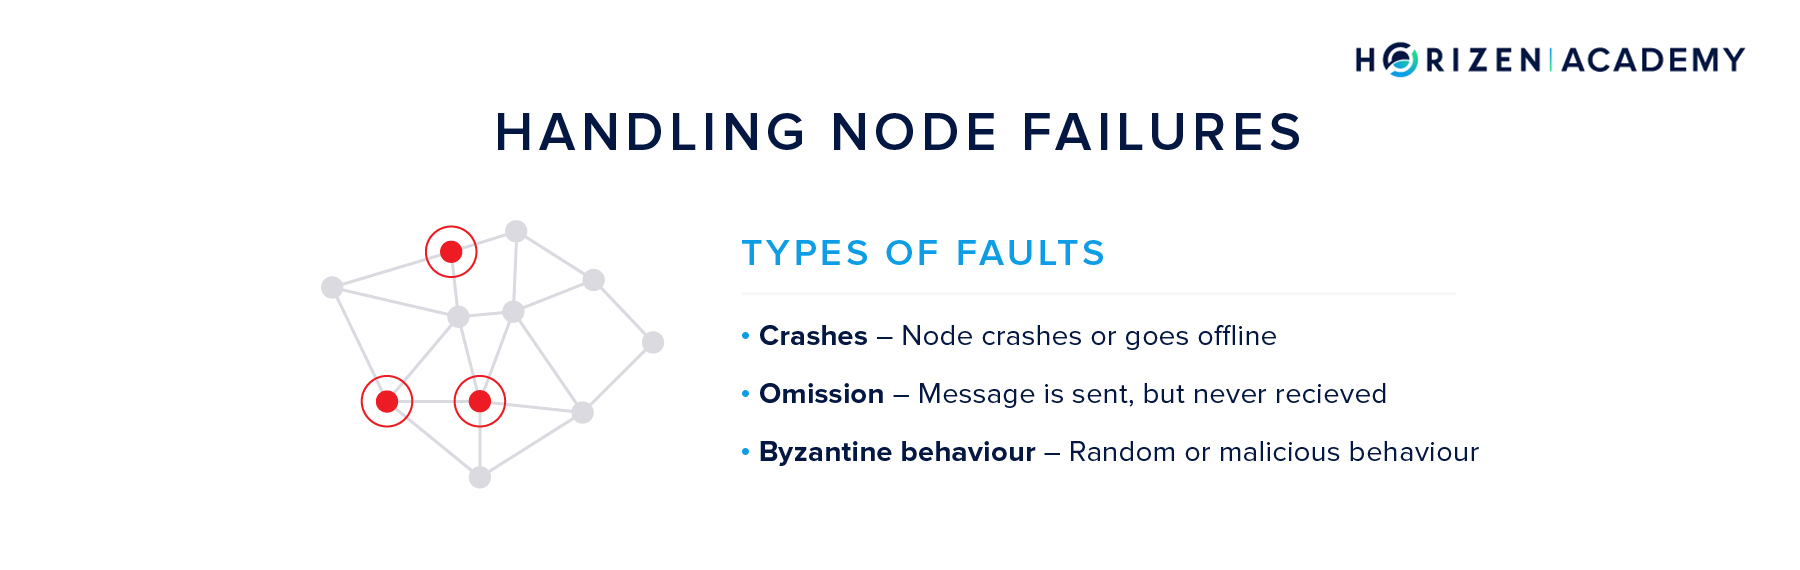 HORIZEN | ACADEMY
HANDLING NODE FAILURES
TYPES OF FAULTS
• Crashes – Node crashes or goes offline
• Omission – Message is sent, but never recieved
• Byzantine behaviour – Random or malicious behaviour